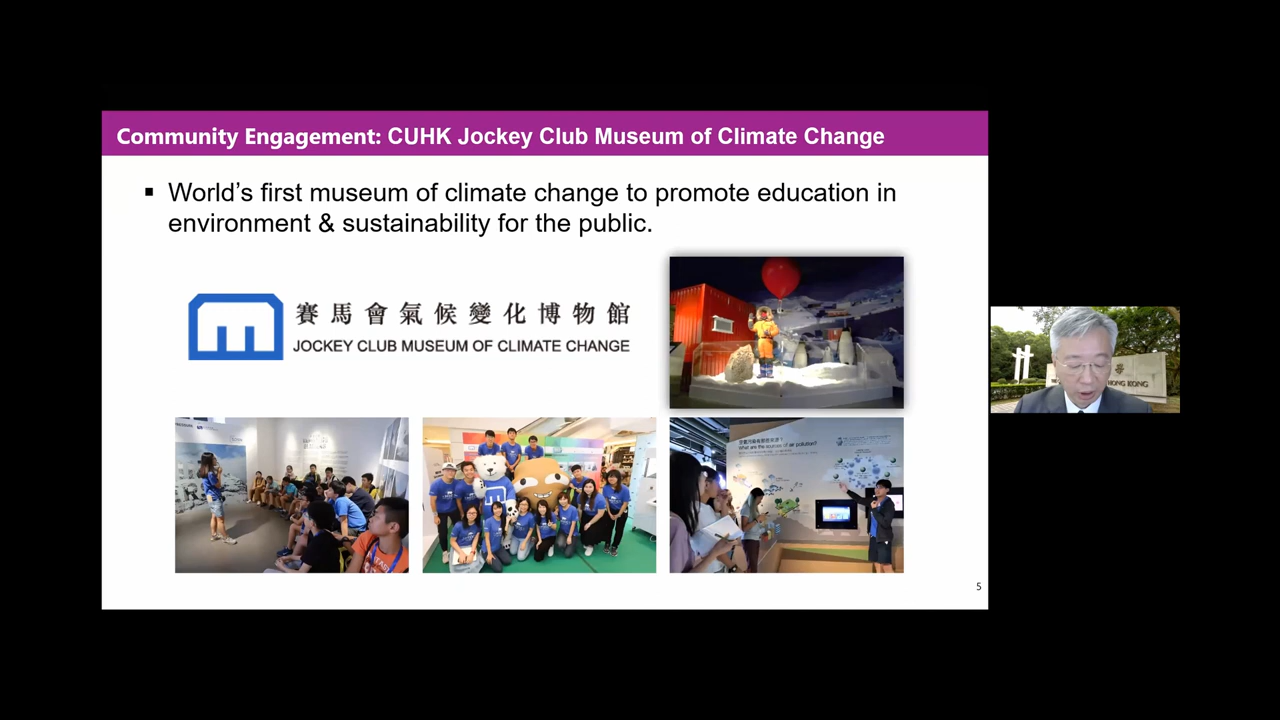 Community Engagement: CUHK Jockey Club Museum of Climate Change
▪ World’s first museum of climate change to promote education in
environment & sustainability for the public.
賽馬會氣候變化博物館
JOCKEY CLUB MUSEUM OF CLIMATE CHANGE
What are the sources of air pollution?
HONG KONG
5